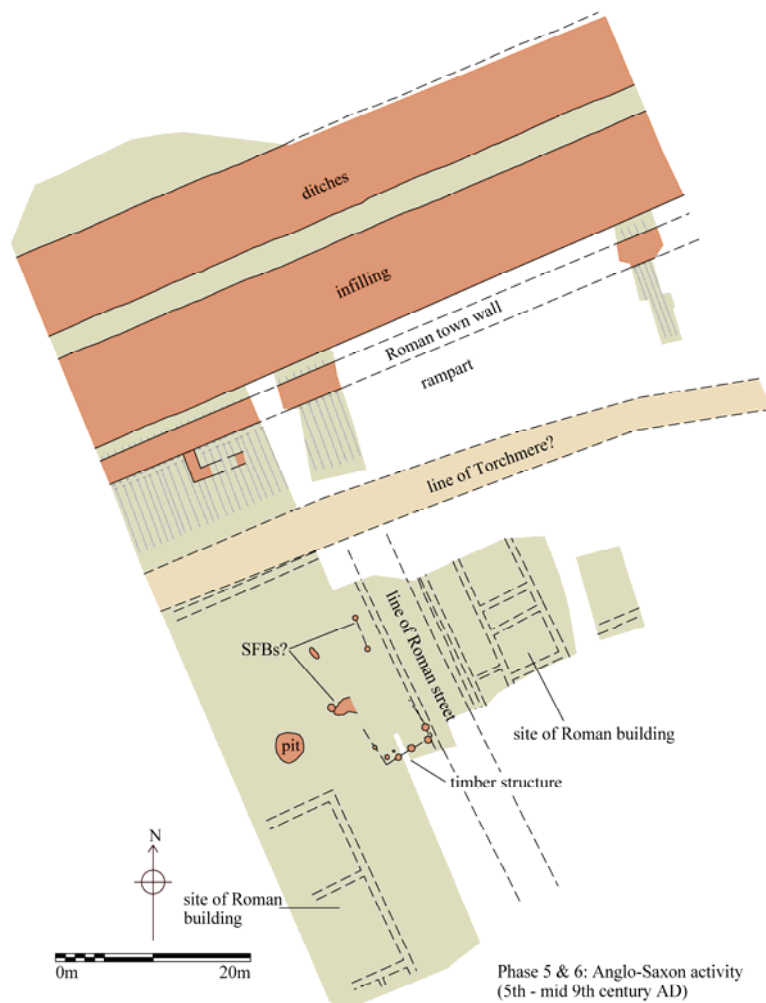 ditches
infilling
Roman town wall
rampart
line of Torchmere?
line of Roman street
SFBs?
pit
site of Roman building
timber structure
N
site of Roman
building
0m
20m
Phase 5 & 6: Anglo-Saxon activity
(5th - mid 9th century AD)